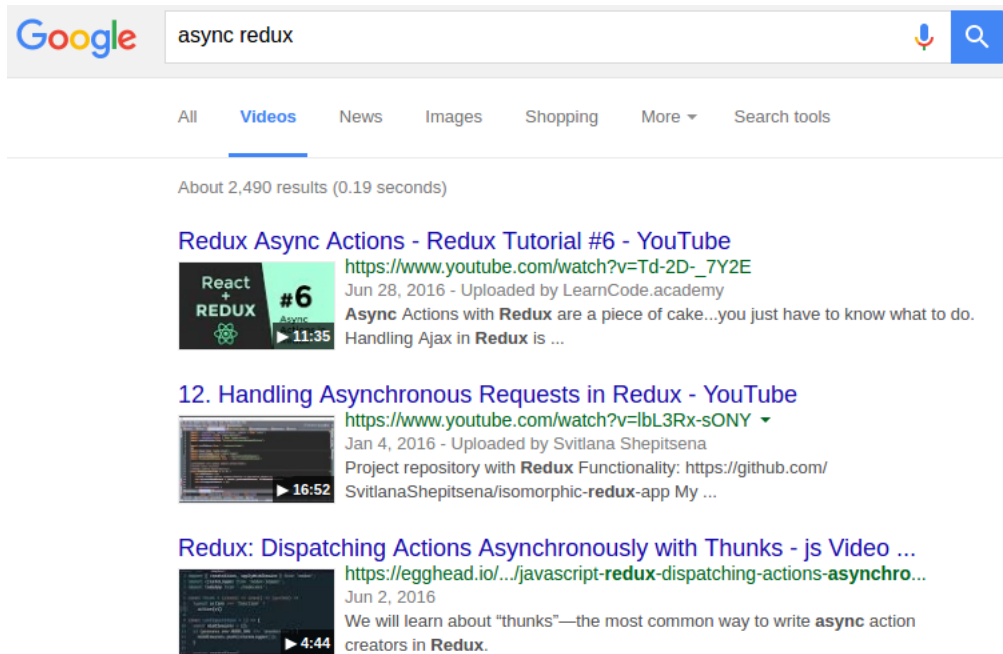 Google
async redux
All Videos News Images Shopping More Search tools
About 2,490 results (0.19 seconds)
Redux Async Actions - Redux Tutorial #6 - YouTube
React
+
REDUX
#6
Async
11:35
https://www.youtube.com/watch?v=Td-2D-_7Y2E
Jun 28, 2016 - Uploaded by LearnCode.academy
Async Actions with Redux are a piece of cake...you just have to know what to do.
Handling Ajax in Redux is ...
12. Handling Asynchronous Requests in Redux - YouTube
16:52
https://www.youtube.com/watch?v=lbL3Rx-sONY
Jan 4, 2016 - Uploaded by Svitlana Shepitsena
Project repository with Redux Functionality: https://github.com/
SvitlanaShepitsena/isomorphic-redux-app My ...
Redux: Dispatching Actions Asynchronously with Thunks - js Video ...
4:44
https://egghead.io/.../javascript-redux-dispatching-actions-asynchro...
Jun 2, 2016
We will learn about “thunks”—the most common way to write async action
creators in Redux.